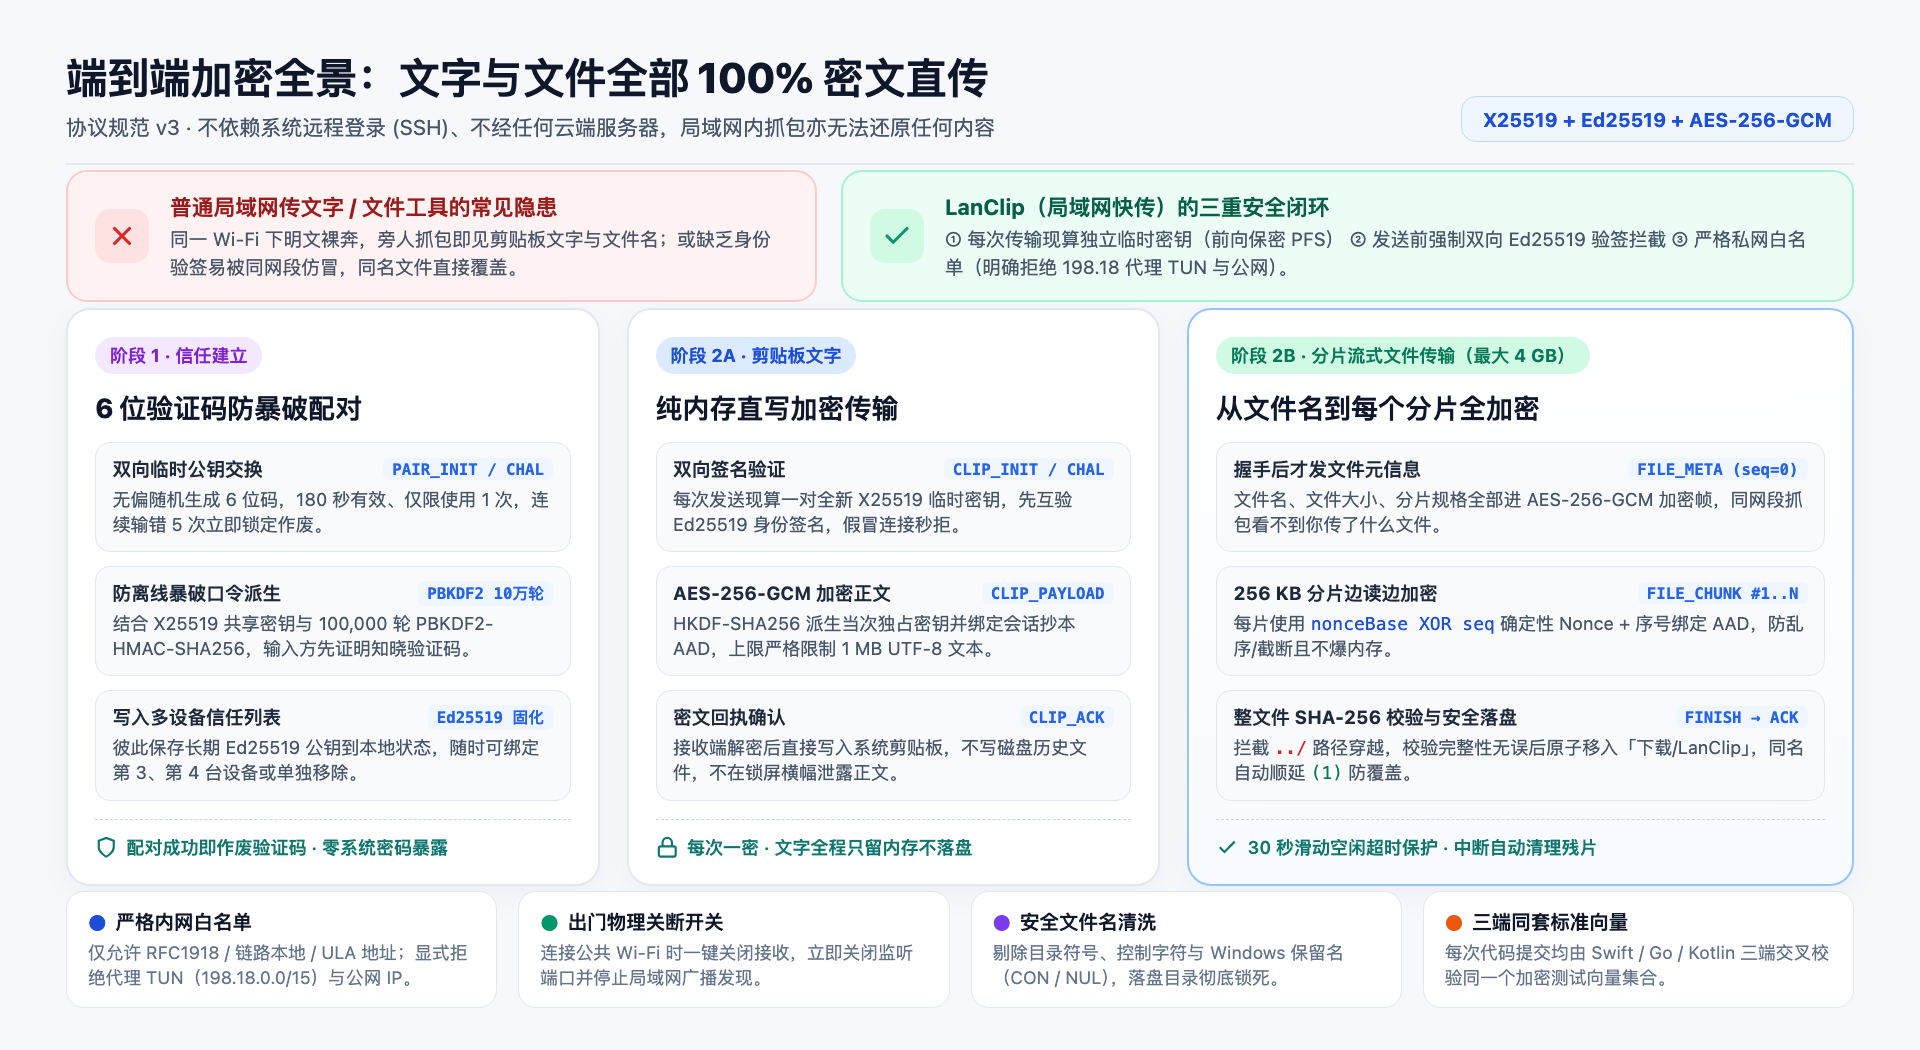 端到端加密全景：文字与文件全部 100% 密文直传
协议规范 v3 · 不依赖系统远程登录 (SSH)、不经任何云端服务器，局域网内抓包亦无法还原任何内容
X25519 + Ed25519 + AES-256-GCM
普通局域网传文字 / 文件工具的常见隐患
同一 Wi-Fi 下明文裸奔，旁人抓包即见剪贴板文字与文件名；或缺乏身份
验签易被同网段仿冒，同名文件直接覆盖。
LanClip（局域网快传）的三重安全闭环
① 每次传输现算独立临时密钥（前向保密 PFS） ② 发送前强制双向 Ed25519 验签拦截 ③ 严格私网白名
单（明确拒绝 198.18 代理 TUN 与公网）。
阶段 1 · 信任建立
6 位验证码防暴破配对
双向临时公钥交换
PAIR_INIT / CHAL
无偏随机生成 6 位码，180 秒有效、仅限使用 1 次，连
续输错 5 次立即锁定作废。
防离线暴破口令派生
PBKDF2 10万轮
结合 X25519 共享密钥与 100,000 轮 PBKDF2-
HMAC-SHA256，输入方先证明知晓验证码。
写入多设备信任列表
Ed25519 固化
彼此保存长期 Ed25519 公钥到本地状态，随时可绑定
第 3、第 4 台设备或单独移除。
配对成功即作废验证码 · 零系统密码暴露
阶段 2A · 剪贴板文字
纯内存直写加密传输
双向签名验证
CLIP_INIT / CHAL
每次发送现算一对全新 X25519 临时密钥，先互验
Ed25519 身份签名，假冒连接秒拒。
AES-256-GCM 加密正文
CLIP_PAYLOAD
HKDF-SHA256 派生当次独占密钥并绑定会话抄本
AAD，上限严格限制 1 MB UTF-8 文本。
密文回执确认
CLIP_ACK
接收端解密后直接写入系统剪贴板，不写磁盘历史文
件，不在锁屏横幅泄露正文。
每次一密 · 文字全程只留内存不落盘
阶段 2B · 分片流式文件传输（最大 4 GB）
从文件名到每个分片全加密
握手后才发文件元信息
FILE_META (seq=0)
文件名、文件大小、分片规格全部进 AES-256-GCM 加密帧，同网段抓
包看不到你传了什么文件。
256 KB 分片边读边加密
FILE_CHUNK #1..N
每片使用 nonceBase XOR seq 确定性 Nonce + 序号绑定 AAD，防乱
序/截断且不爆内存。
整文件 SHA-256 校验与安全落盘
FINISH → ACK
拦截 ../ 路径穿越，校验完整性无误后原子移入「下载/LanClip」，同名
自动顺延 (1) 防覆盖。
30 秒滑动空闲超时保护 · 中断自动清理残片
严格内网白名单
仅允许 RFC1918 / 链路本地 / ULA 地址；显式拒
绝代理 TUN（198.18.0.0/15）与公网 IP。
出门物理关断开关
连接公共 Wi-Fi 时一键关闭接收，立即关闭监听
端口并停止局域网广播发现。
安全文件名清洗
剔除目录符号、控制字符与 Windows 保留名
（CON / NUL），落盘目录彻底锁死。
三端同套标准向量
每次代码提交均由 Swift / Go / Kotlin 三端交叉校
验同一个加密测试向量集合。